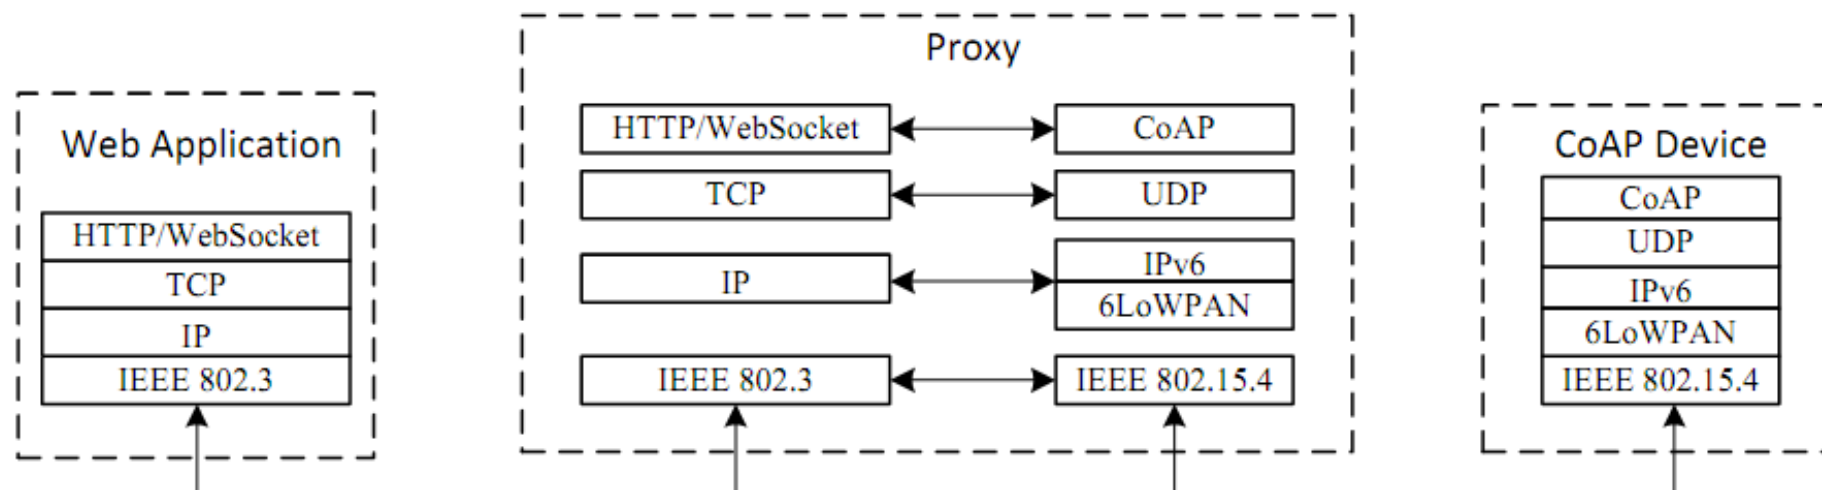 Web Application
HTTP/WebSocket
TCP
IP
IEEE 802.3
Proxy
HTTP/WebSocket
CoAP
TCP
UDP
IP
IPv6
6LoWPAN
IEEE 802.3
IEEE 802.15.4
CoAP Device
CoAP
UDP
IPv6
6LoWPAN
IEEE 802.15.4